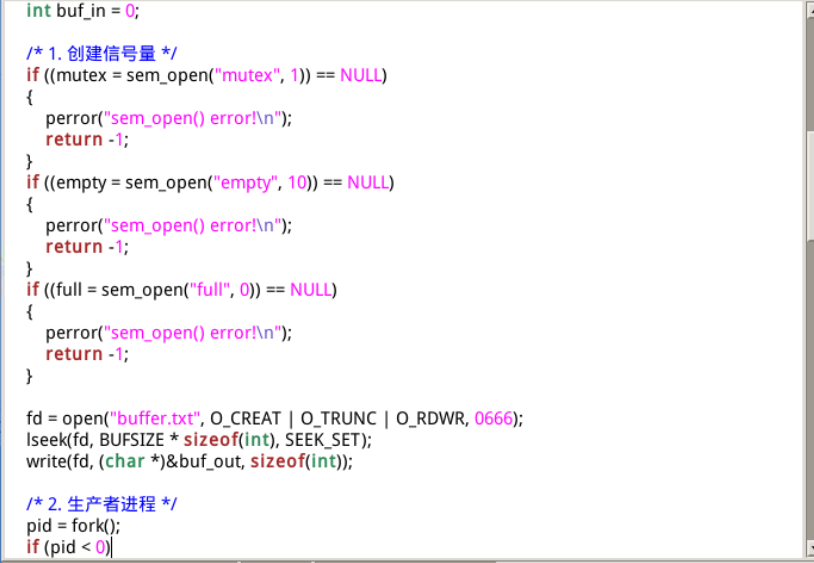 int buf_in = 0;
/* 1. 创建信号量 */
if ((mutex = sem_open("mutex", 1)) == NULL)
{
perror("sem_open() error!\n");
return -1;
}
if ((empty = sem_open("empty", 10)) == NULL)
{
perror("sem_open() error!\n");
return -1;
}
if ((full = sem_open("full", 0)) == NULL)
{
perror("sem_open() error!\n");
return -1;
}
fd = open("buffer.txt", O_CREAT | O_TRUNC | O_RDWR, 0666);
lseek(fd, BUFSIZE * sizeof(int), SEEK_SET);
write(fd, (char *)&buf_out, sizeof(int));
/* 2. 生产者进程 */
pid = fork();
if (pid < 0)